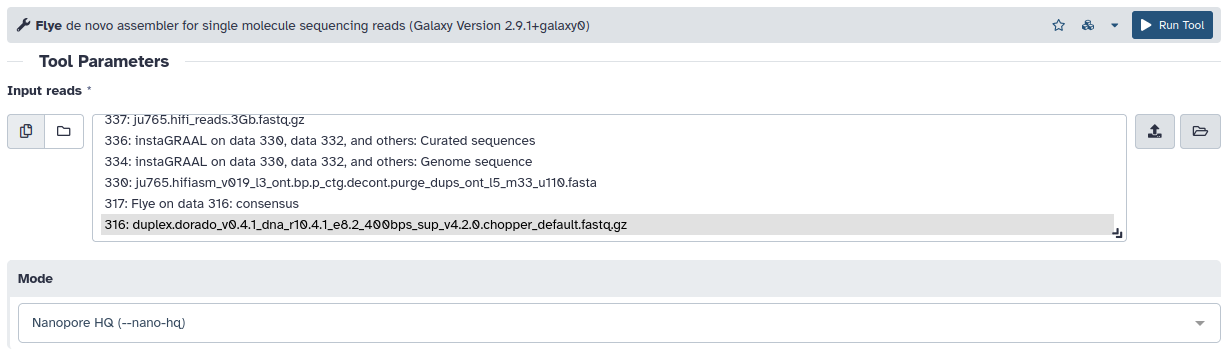 Flye de novo assembler for single molecule sequencing reads (Galaxy Version 2.9.1+galaxy0)
Run Tool
Tool Parameters
Input reads *
337: ju765.hifi_reads.3Gb.fastq.gz
336: instaGRAAL on data 330, data 332, and others: Curated sequences
334: instaGRAAL on data 330, data 332, and others: Genome sequence
330: ju765.hifiasm_v019_l3_ont.bp.p_ctg.decont.purge_dups_ont_l5_m33_u110.fasta
317: Flye on data 316: consensus
316: duplex.dorado_v0.4.1_dna_r10.4.1_e8.2_400bps_sup_v4.2.0.chopper_default.fastq.gz
Mode
Nanopore HQ (--nano-hq)